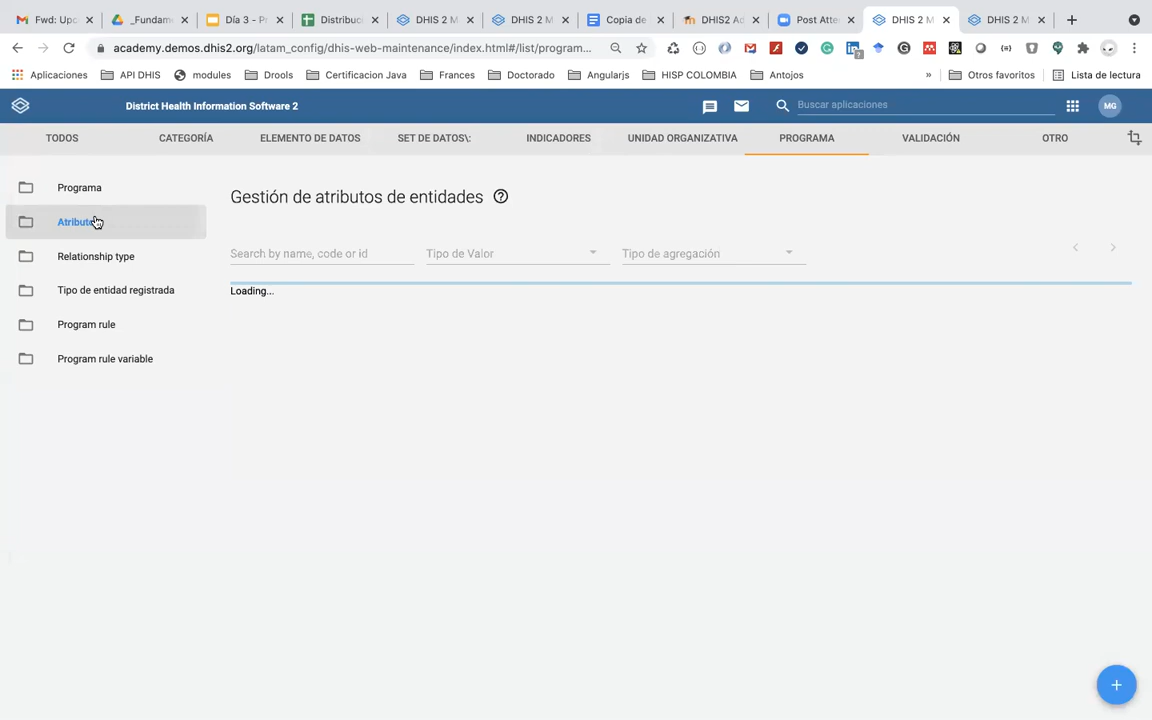 Fwd: Upc
_Fundame
Día 3 - Pr
Distribuc
DHIS 2 M
DHIS 2 M
Copia de
DHIS2 Ad
Post Atte
DHIS 2 M
DHIS 2 M
academy.demos.dhis2.org/latam_config/dhis-web-maintenance/index.html#/list/program...
Aplicaciones
API DHIS
modules
Drools
Certificacion Java
Frances
Doctorado
Angularjs
HISP COLOMBIA
Antojos
»
Otros favoritos
Lista de lectura
District Health Information Software 2
Buscar aplicaciones
MG
TODOS
CATEGORÍA
ELEMENTO DE DATOS
SET DE DATOS\:
INDICADORES
UNIDAD ORGANIZATIVA
PROGRAMA
VALIDACIÓN
OTRO
Programa
Atributo
Relationship type
Tipo de entidad registrada
Program rule
Program rule variable
Gestión de atributos de entidades
Search by name, code or id
Tipo de Valor
Tipo de agregación
Loading...